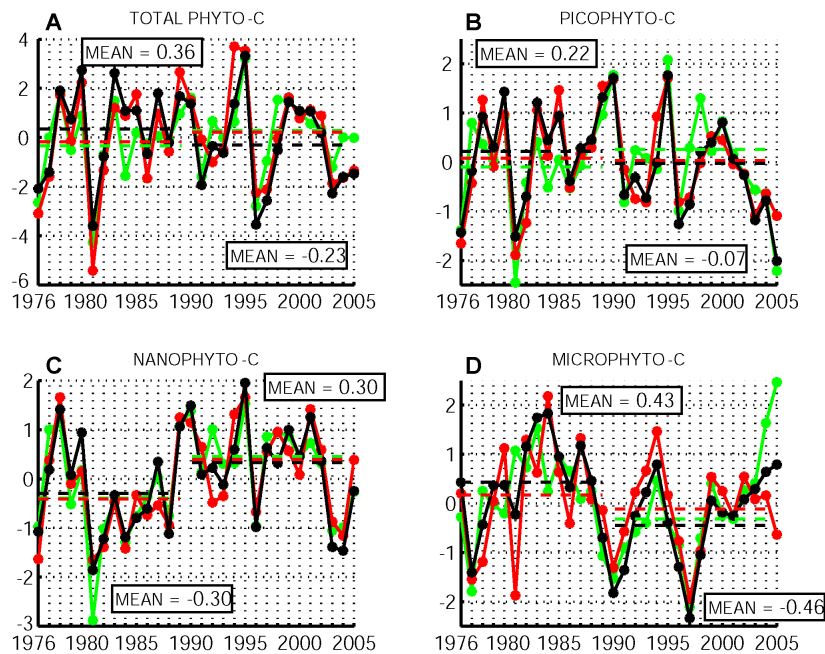 A TOTAL PHYTO-C
4
2
0
-2
-4
-6
MEAN = 0.36
MEAN = -0.23
1976 1980 1985 1990 1995 2000 2005
B PICOPHYTO-C
2
1
0
-1
-2
MEAN = 0.22
MEAN = -0.07
1976 1980 1985 1990 1995 2000 2005
C NANOPHYTO-C
2
1
0
-1
-2
-3
MEAN = 0.30
MEAN = -0.30
1976 1980 1985 1990 1995 2000 2005
D MICROPHYTO-C
2
1
0
-1
-2
MEAN = 0.43
MEAN = -0.46
1976 1980 1985 1990 1995 2000 2005